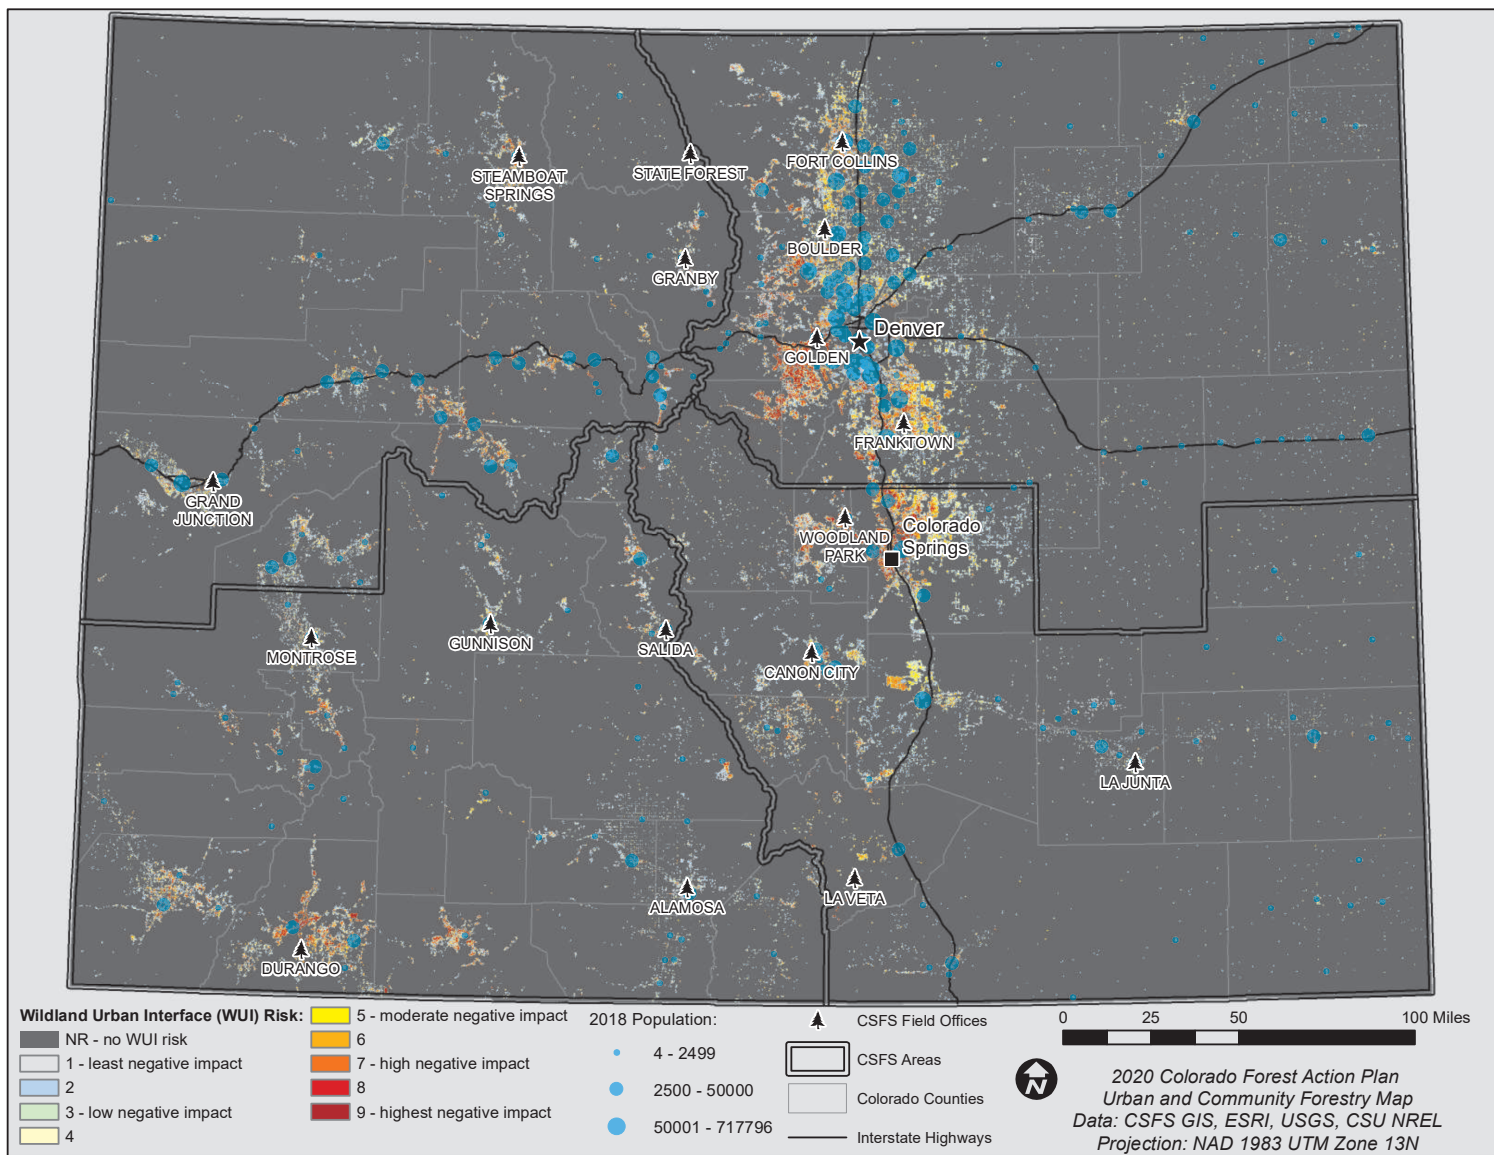 STEAMBOAT
SPRINGS
STATE FOREST
FORT COLLINS
BOULDER
GRANBY
Denver
GOLDEN
FRANKTOWN
GRAND
JUNCTION
WOODLAND
PARK
Colorado
Springs
MONTROSE
GUNNISON
SALIDA
CANON CITY
LA JUNTA
ALAMOSA
LA VETA
DURANGO
Wildland Urban Interface (WUI) Risk:
NR - no WUI risk
1 - least negative impact
2
3 - low negative impact
4
5 - moderate negative impact
6
7 - high negative impact
8
9 - highest negative impact
2018 Population:
4 - 2499
2500 - 50000
50001 - 717796
CSFS Field Offices
CSFS Areas
Colorado Counties
Interstate Highways
0 25 50 100 Miles
N
2020 Colorado Forest Action Plan
Urban and Community Forestry Map
Data: CSFS GIS, ESRI, USGS, CSU NREL
Projection: NAD 1983 UTM Zone 13N